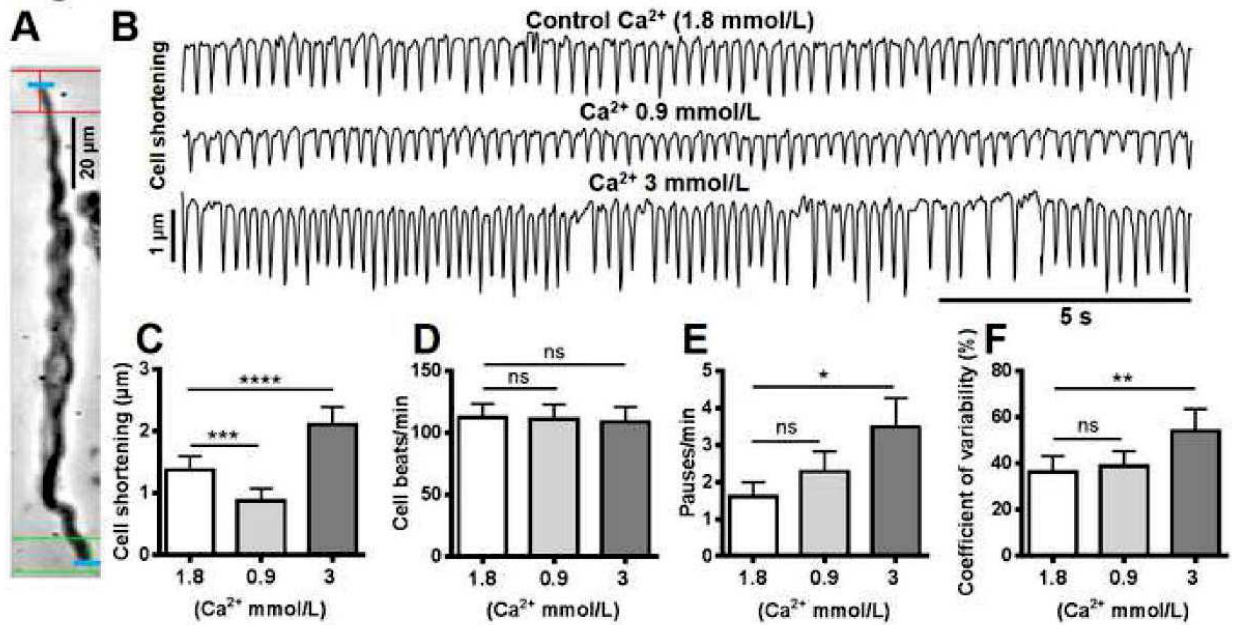 A
B
Control Ca²⁺ (1.8 mmol/L)
Cell shortening
Ca²⁺ 0.9 mmol/L
20 µm
Ca²⁺ 3 mmol/L
1 µm
5 s
C
Cell shortening (µm)
3
2
1
0
****
***
1.8 0.9 3
(Ca²⁺ mmol/L)
D
Cell beats/min
150
100
50
0
ns
ns
1.8 0.9 3
(Ca²⁺ mmol/L)
E
Pauses/min
5
4
3
2
1
0
*
ns
1.8 0.9 3
(Ca²⁺ mmol/L)
F
Coefficient of variability (%)
80
60
40
20
0
**
ns
1.8 0.9 3
(Ca²⁺ mmol/L)